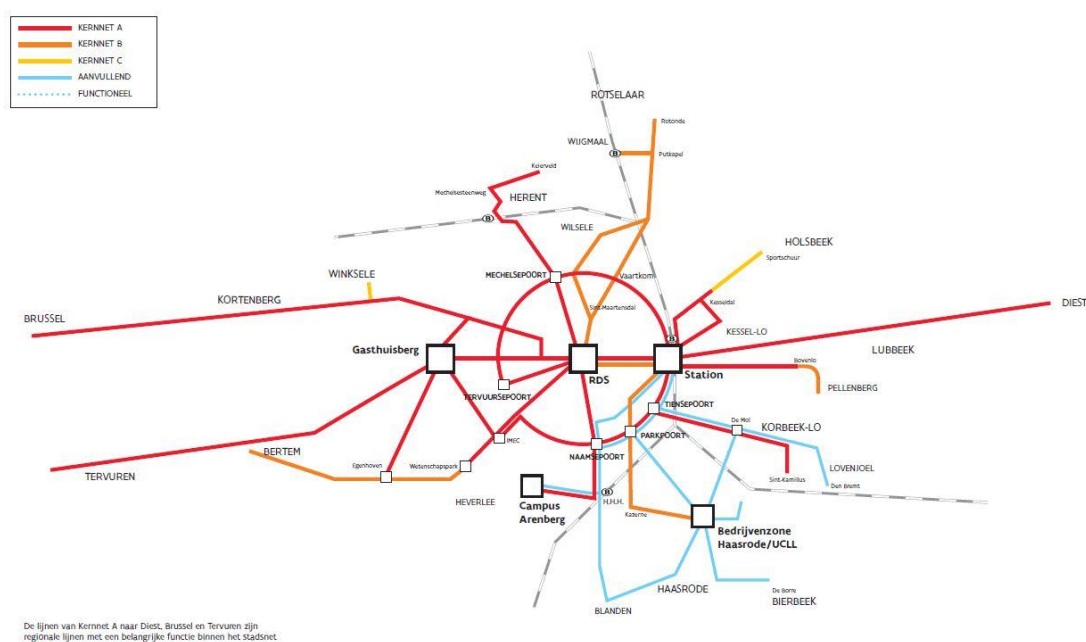 KERNNET A
KERNNET B
KERNNET C
AANVULLEND
FUNCTIONEEL
ROTSELAAR
Rotonde
WIJGMAAL
B
Putkapel
Keierveld
Mechelsesteenweg
HERENT
B
WILSELE
HOLSBEEK
Sportschuur
MECHELSEPOORT
Vaartkom
WINKSELE
KORTENBERG
Kesseldal
DIEST
Sint-Maartensdal
BRUSSEL
KESSEL-LO
B
LUBBEEK
Gasthuisberg
Bovenlo
RDS
Station
PELLENBERG
TERVUURSEPOORT
TIENSEPOORT
De Mol
KORBEEK-LO
IMEC
PARKPOORT
BERTEM
NAAMSEPOORT
Egenhoven
Wetenschapspark
LOVENJOEL
TERVUREN
Sint-Kamillus
Den Bremt
HEVERLEE
B
H.H.H.
Campus
Arenberg
Kazerne
Bedrijvenzone
Haasrode/UCLL
HAASRODE
De Borre
BIERBEEK
BLANDEN
De lijnen van Kernnet A naar Diest, Brussel en Tervuren zijn
regionale lijnen met een belangrijke functie binnen het stadsnet